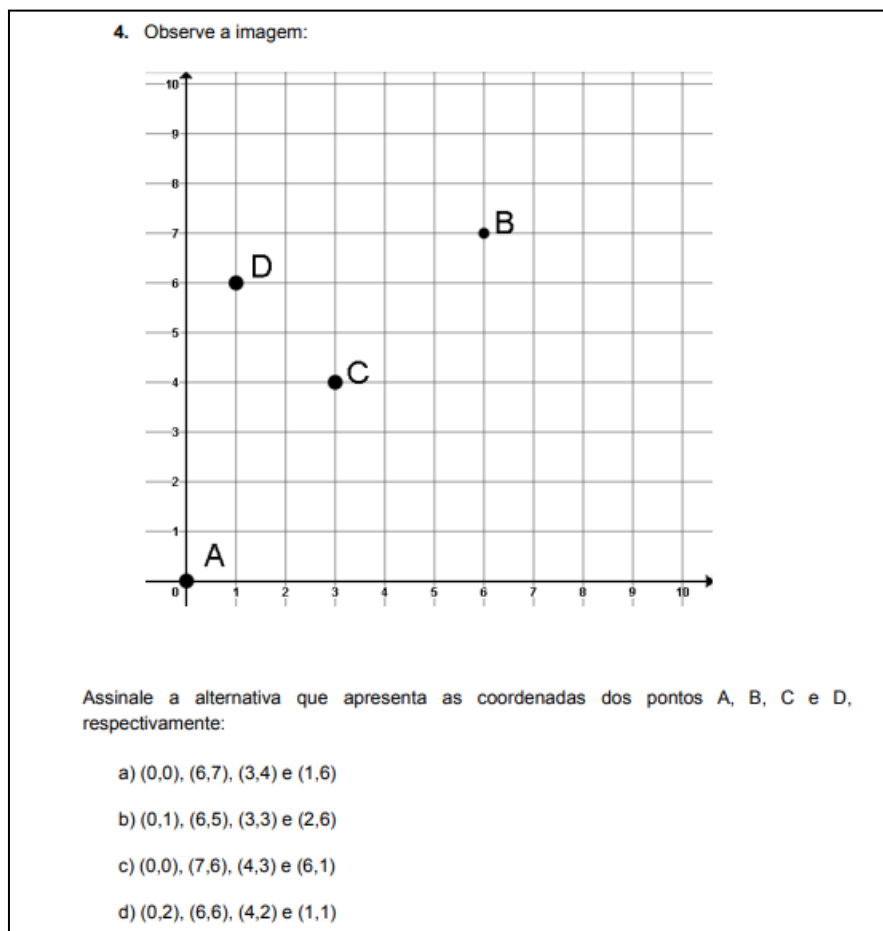 4. Observe a imagem:
10
9
8
B
7
D
6
5
C
4
3
2
1
A
0 1 2 3 4 5 6 7 8 9 10
Assinale a alternativa que apresenta as coordenadas dos pontos A, B, C e D,
respectivamente:
a) (0,0), (6,7), (3,4) e (1,6)
b) (0,1), (6,5), (3,3) e (2,6)
c) (0,0), (7,6), (4,3) e (6,1)
d) (0,2), (6,6), (4,2) e (1,1)